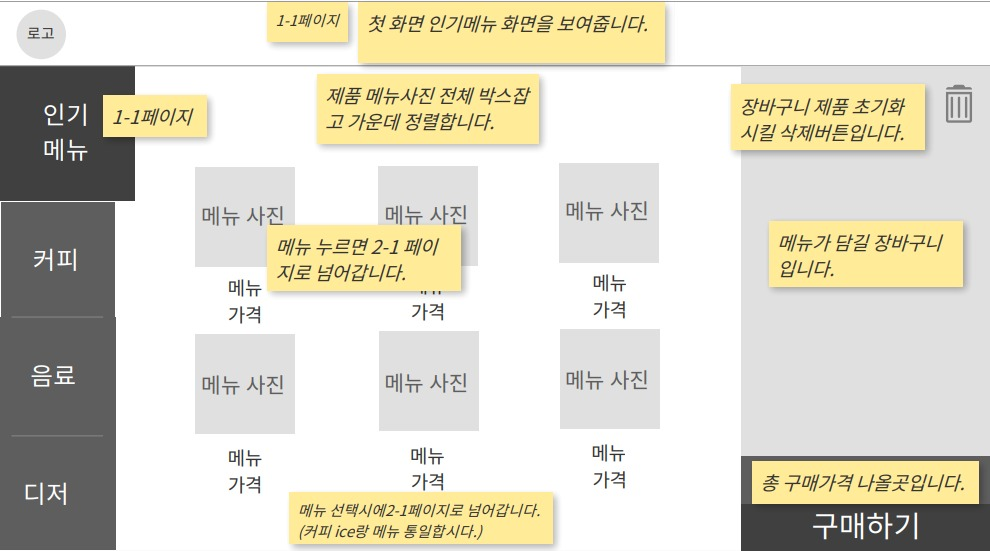 로고
1-1페이지
첫 화면 인기메뉴 화면을 보여줍니다.
인기
메뉴
1-1페이지
제품 메뉴사진 전체 박스잡
고 가운데 정렬합니다.
장바구니 제품 초기화
시킬 삭제버튼입니다.
메뉴 사진
메뉴 사진
메뉴 사진
메뉴 누르면 2-1 페이
지로 넘어갑니다.
메뉴가 담길 장바구니
입니다.
커피
메뉴
가격
가격
메뉴
가격
음료
메뉴 사진
메뉴 사진
메뉴 사진
메뉴
가격
메뉴
가격
메뉴
가격
디저
메뉴 선택시에2-1페이지로 넘어갑니다.
(커피 ice랑 메뉴 통일합시다.)
총 구매가격 나올곳입니다.
구매하기